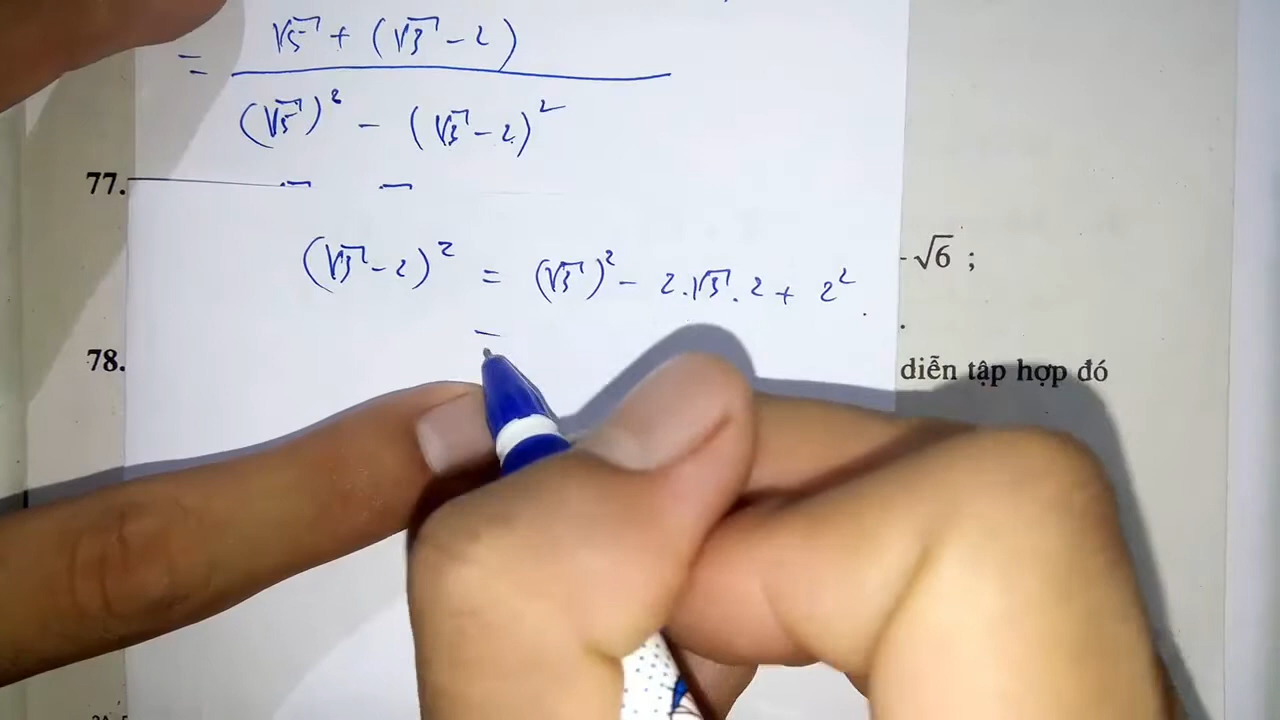 = \frac{√5 + (√3 - 2)}{(√5)² - (√3 - 2)²}
77.
(√3 - 2)² = (√3)² - 2.√3.2 + 2².
-√6 ;
.
78.
diễn tập hợp đó